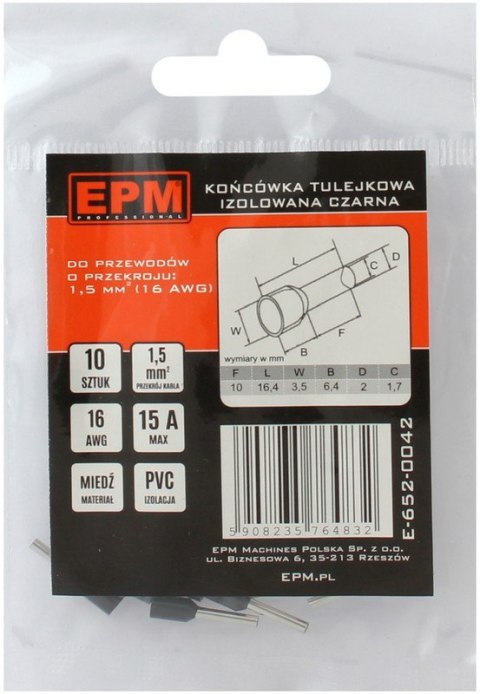 EPM
PROFESSIONAL
KOŃCÓWKA TULEJKOWA
IZOLOWANA CZARNA
DO PRZEWODÓW
O PRZEKROJU:
1,5 MM² (16 AWG)
L
C
D
W
F
B
wymiary w mm
F L W B D C
10 16,4 3,5 6,4 2 1,7
10
SZTUK
1,5
mm²
PRZEKRÓJ KABLA
16
AWG
15 A
MAX
MIEDŹ
MATERIAŁ
PVC
IZOLACJA
5 908235 764832
E-652-0042
EPM MACHINES POLSKA SP. Z O.O.
UL. BIZNESOWA 6, 35-213 RZESZÓW
EPM.PL